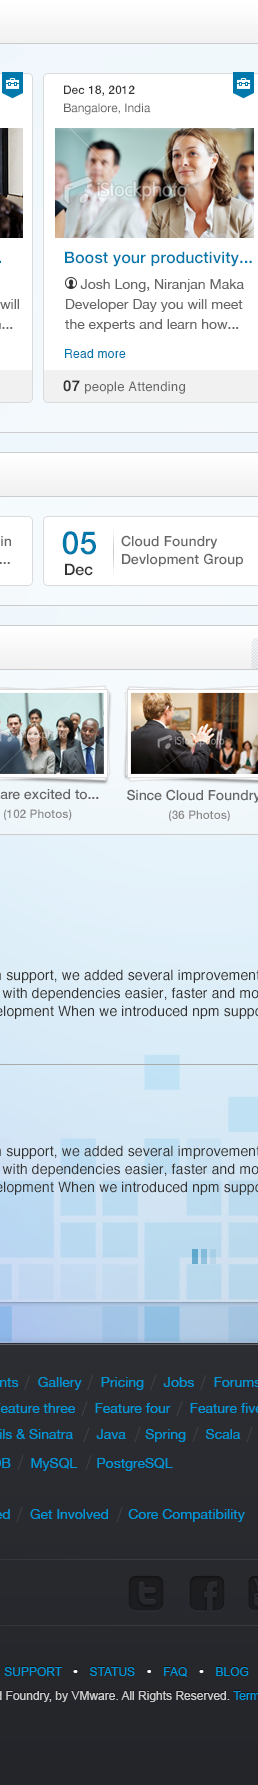 Dec 18, 2012
Bangalore, India
iStockphoto
Boost your productivity...
Josh Long, Niranjan Maka
will Developer Day you will meet
... the experts and learn how...
Read more
07 people Attending
in 05 Cloud Foundry
... Dec Devlopment Group
iStockphoto
are excited to... Since Cloud Foundry
(102 Photos) (36 Photos)
support, we added several improvement
with dependencies easier, faster and mo
elopment When we introduced npm suppo
support, we added several improvement
with dependencies easier, faster and mo
elopment When we introduced npm suppo
nts / Gallery / Pricing / Jobs / Forums
eature three / Feature four / Feature five
ils & Sinatra / Java / Spring / Scala /
DB / MySQL / PostgreSQL
ed / Get Involved / Core Compatibility
SUPPORT • STATUS • FAQ • BLOG
d Foundry, by VMware. All Rights Reserved. Term